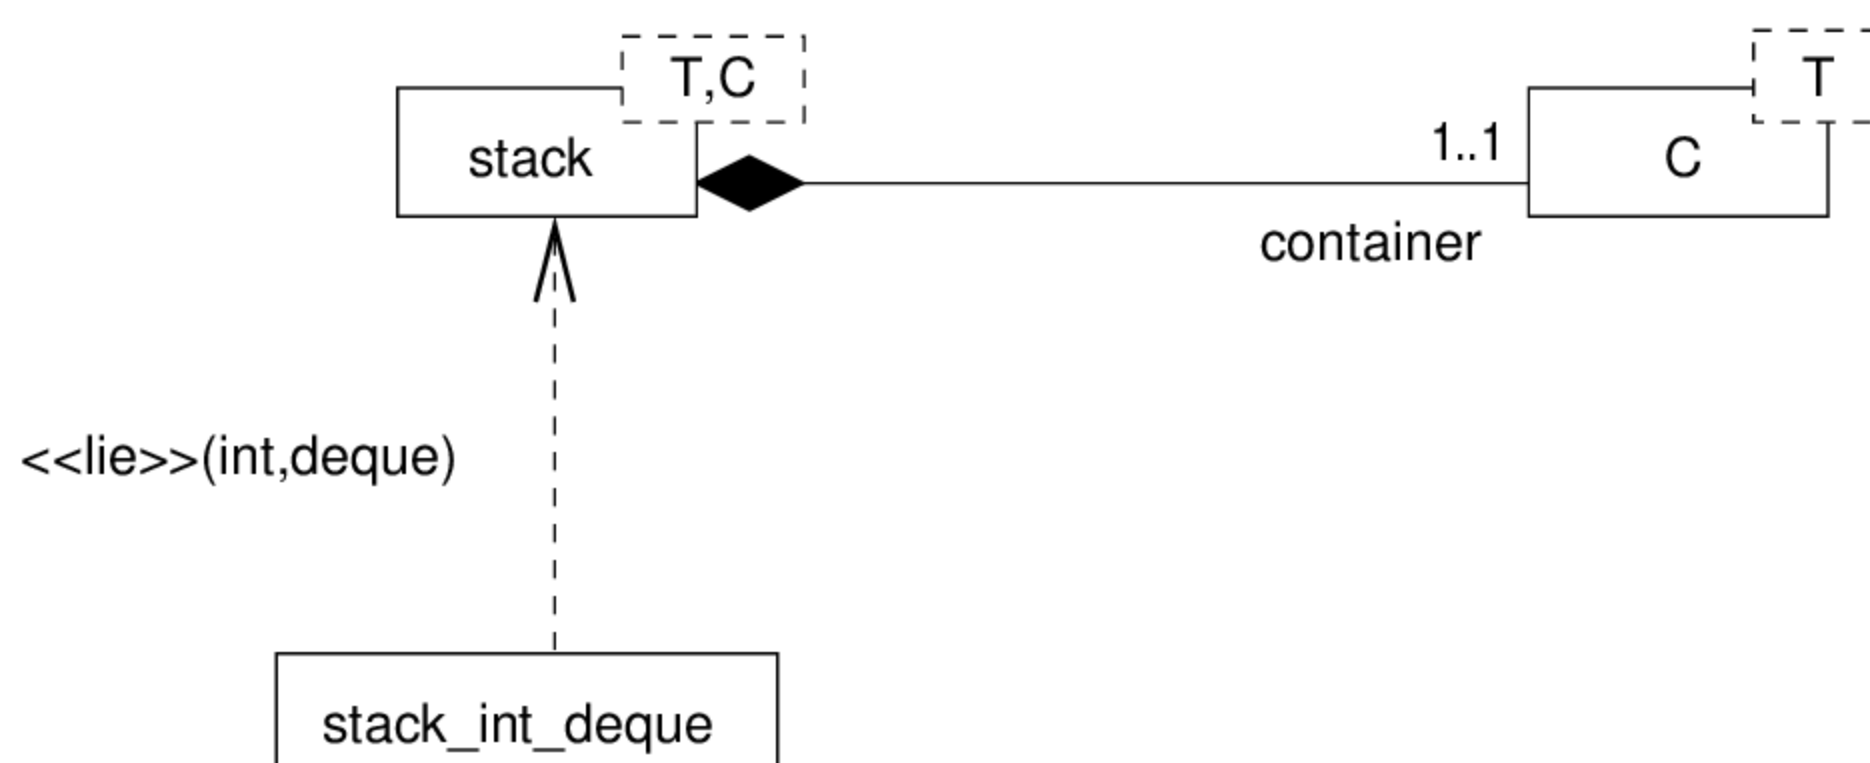 T,C
T
stack
1..1
C
container
<<lie>>(int,deque)
stack_int_deque